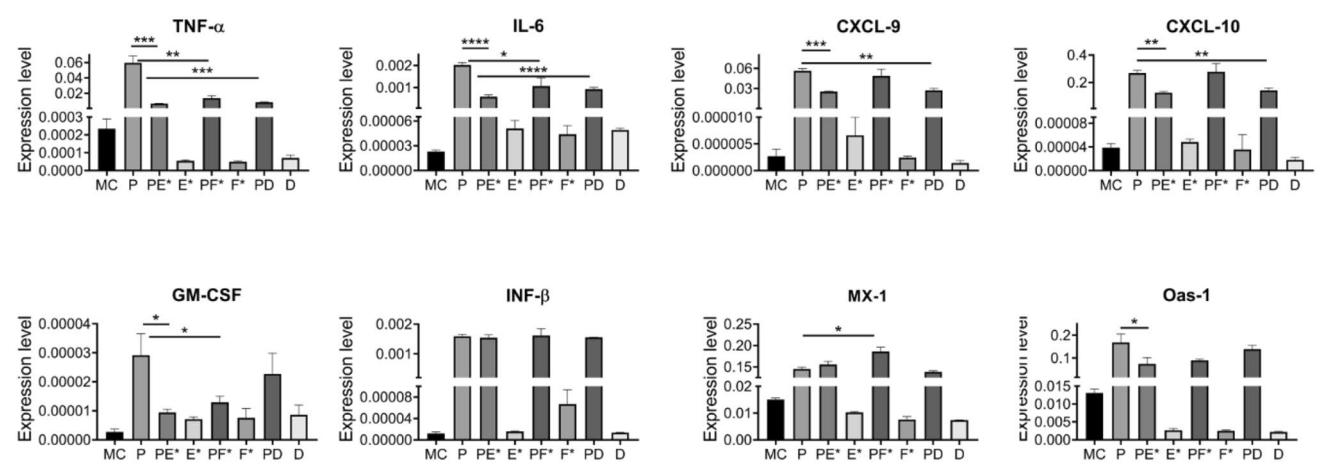 TNF-α
IL-6
CXCL-9
CXCL-10
Expression level
0.06
0.04
0.02
0.0003
0.0002
0.0001
0.0000
***
**
***
MC P PE* E* PF* F* PD D
Expression level
0.002
0.001
0.00006
0.00003
0.00000
****
*
****
MC P PE* E* PF* F* PD D
Expression level
0.06
0.03
0.000010
0.000005
0.000000
***
**
MC P PE* E* PF* F* PD D
Expression level
0.4
0.2
0.00008
0.00004
0.00000
**
**
MC P PE* E* PF* F* PD D
GM-CSF
INF-β
MX-1
Oas-1
Expression level
0.00004
0.00003
0.00002
0.00001
0.00000
*
*
MC P PE* E* PF* F* PD D
Expression level
0.002
0.001
0.00008
0.00004
0.00000
MC P PE* E* PF* F* PD D
Expression level
0.25
0.15
0.02
0.01
0.00
*
MC P PE* E* PF* F* PD D
Expression level
0.2
0.1
0.015
0.010
0.005
0.000
*
MC P PE* E* PF* F* PD D